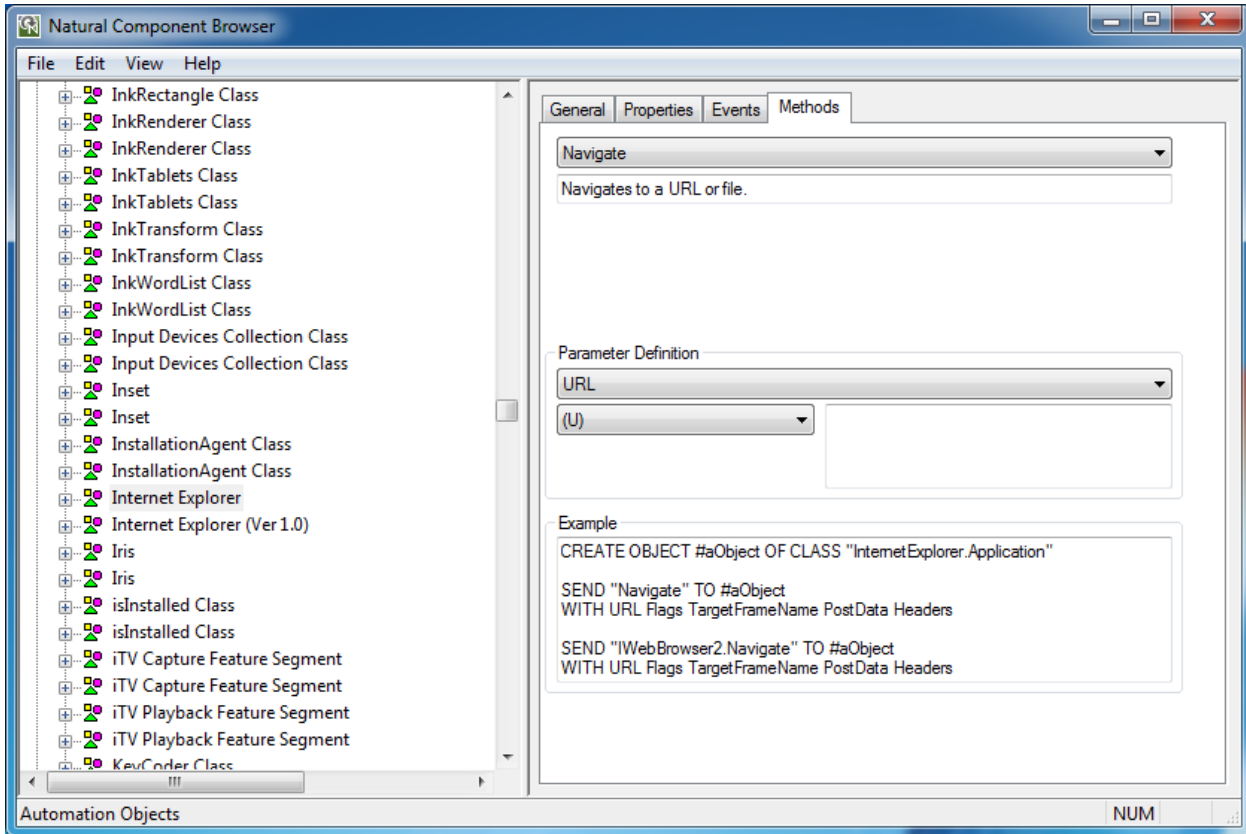 Natural Component Browser
File Edit View Help
InkRectangle Class
InkRenderer Class
InkRenderer Class
InkTablets Class
InkTablets Class
InkTransform Class
InkTransform Class
InkWordList Class
InkWordList Class
Input Devices Collection Class
Input Devices Collection Class
Inset
Inset
InstallationAgent Class
InstallationAgent Class
Internet Explorer
Internet Explorer (Ver 1.0)
Iris
Iris
isInstalled Class
isInstalled Class
iTV Capture Feature Segment
iTV Capture Feature Segment
iTV Playback Feature Segment
iTV Playback Feature Segment
KeyCoder Class
General Properties Events Methods
Navigate
Navigates to a URL or file.
Parameter Definition
URL
(U)
Example
CREATE OBJECT #aObject OF CLASS "InternetExplorer.Application"
SEND "Navigate" TO #aObject
WITH URL Flags TargetFrameName PostData Headers
SEND "IWebBrowser2.Navigate" TO #aObject
WITH URL Flags TargetFrameName PostData Headers
Automation Objects NUM